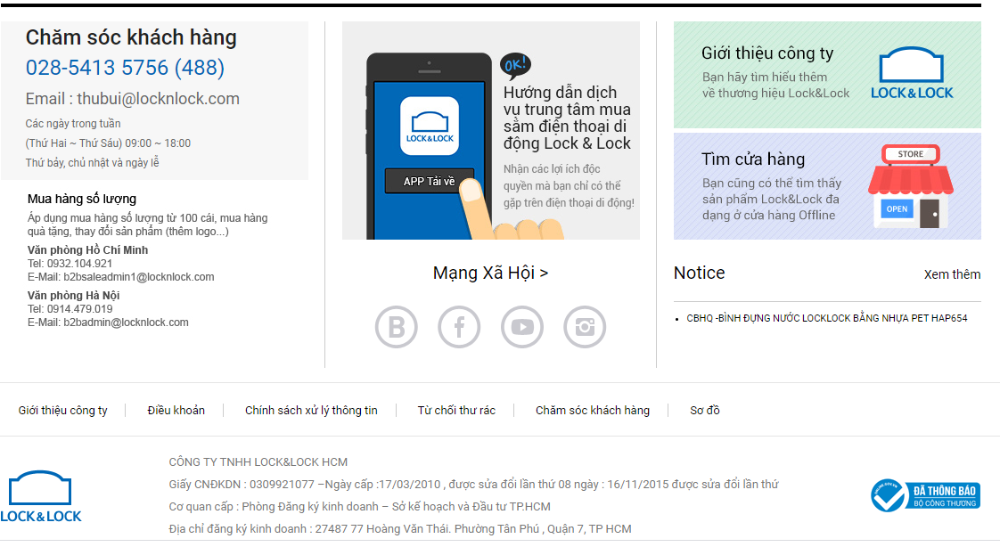 Chăm sóc khách hàng
028-5413 5756 (488)
Email : thubui@locknlock.com
Các ngày trong tuần
(Thứ Hai ~ Thứ Sáu) 09:00 ~ 18:00
Thứ bảy, chủ nhật và ngày lễ
Mua hàng số lượng
Áp dụng mua hàng số lượng từ 100 cái, mua hàng
quà tặng, thay đổi sản phẩm (thêm logo...)
Văn phòng Hồ Chí Minh
Tel: 0932.104.921
E-Mail: b2bsaleadmin1@locknlock.com
Văn phòng Hà Nội
Tel: 0914.479.019
E-Mail: b2badmin@locknlock.com
OK!
Hướng dẫn dịch
vụ trung tâm mua
sắm điện thoại di
động Lock & Lock
LOCK&LOCK
APP Tải về
Nhận các lợi ích độc
quyền mà bạn chỉ có thể
gặp trên điện thoại di động!
Mạng Xã Hội >
B
f
Giới thiệu công ty
Bạn hãy tìm hiểu thêm
về thương hiệu Lock&Lock
LOCK&LOCK
Tìm cửa hàng
Bạn cũng có thể tìm thấy
sản phẩm Lock&Lock đa
dạng ở cửa hàng Offline
STORE
OPEN
Notice Xem thêm
• CBHQ -BÌNH ĐỰNG NƯỚC LOCKLOCK BẰNG NHỰA PET HAP654
Giới thiệu công ty Điều khoản Chính sách xử lý thông tin Từ chối thư rác Chăm sóc khách hàng Sơ đồ
LOCK&LOCK
CÔNG TY TNHH LOCK&LOCK HCM
Giấy CNĐKDN : 0309921077 –Ngày cấp :17/03/2010 , được sửa đổi lần thứ 08 ngày : 16/11/2015 được sửa đổi lần thứ
Cơ quan cấp : Phòng Đăng ký kinh doanh – Sở kế hoạch và Đầu tư TP.HCM
Địa chỉ đăng ký kinh doanh : 27487 77 Hoàng Văn Thái. Phường Tân Phú , Quận 7, TP HCM
ĐÃ THÔNG BÁO
BỘ CÔNG THƯƠNG